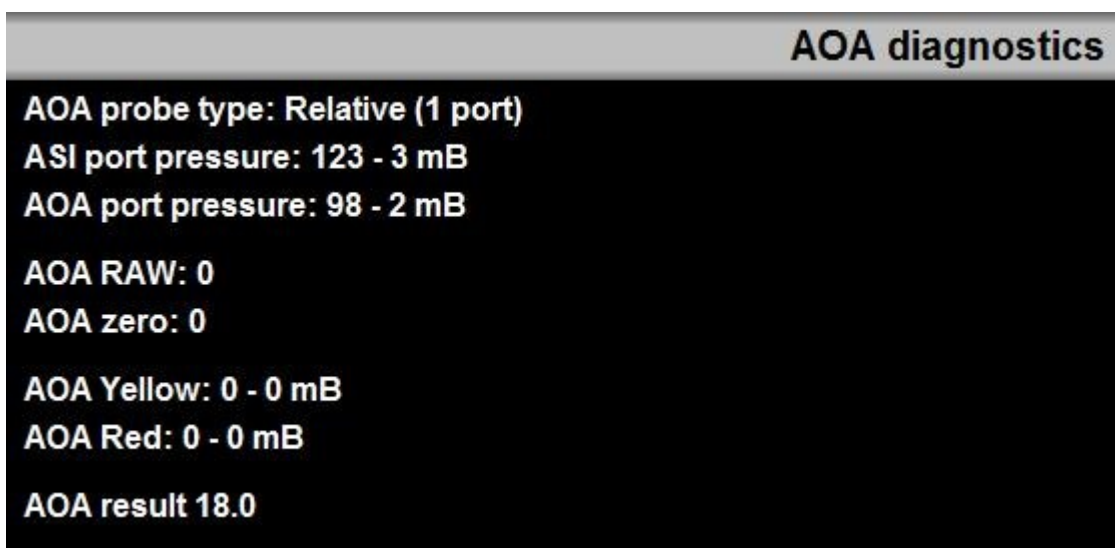 AOA diagnostics
AOA probe type: Relative (1 port)
ASI port pressure: 123 - 3 mB
AOA port pressure: 98 - 2 mB
AOA RAW: 0
AOA zero: 0
AOA Yellow: 0 - 0 mB
AOA Red: 0 - 0 mB
AOA result 18.0